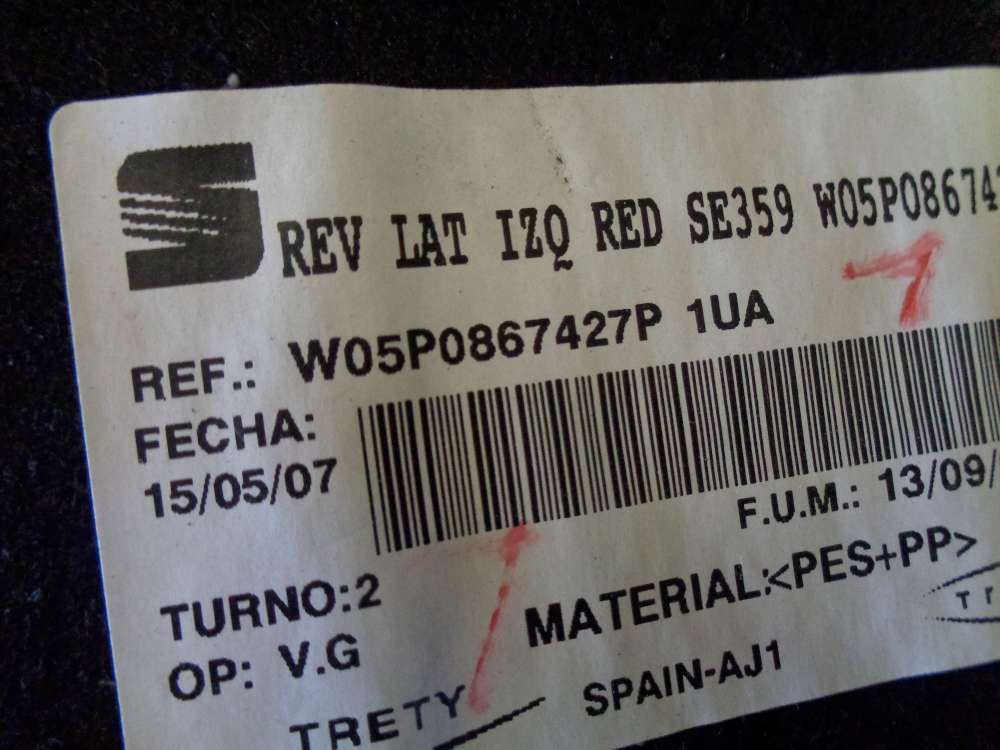 REV LAT IZQ RED SE359 W05P08674
REF.: W05P0867427P 1UA
FECHA:
15/05/07
F.U.M.: 13/09/
TURNO:2
MATERIAL:<PES+PP>
OP: V.G
SPAIN-AJ1
TRETY